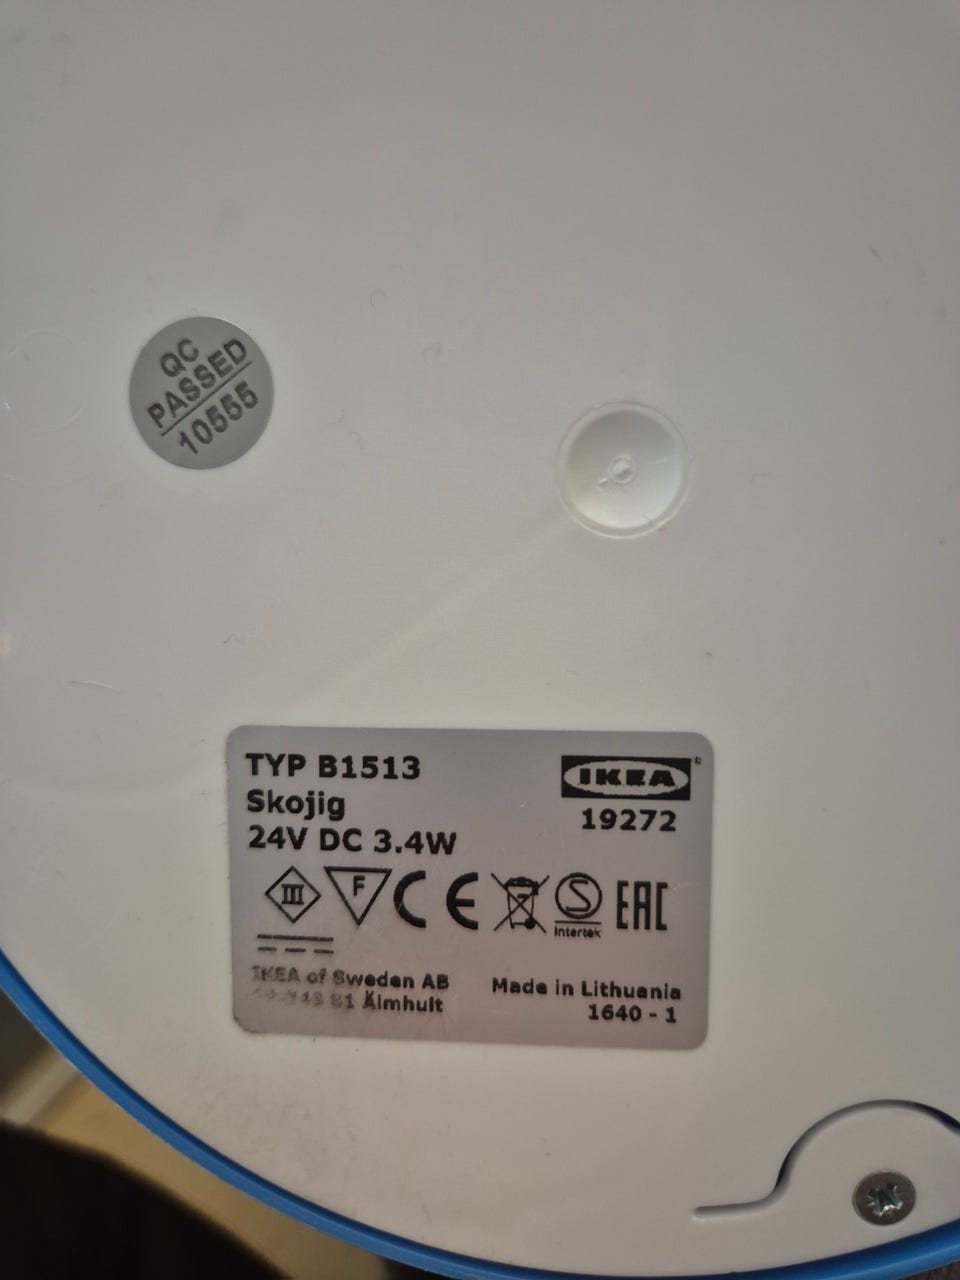 QC
PASSED
10555
TYP B1513
Skojig
24V DC 3.4W
IKEA
19272
III
F
CE
S
Intertek
EAC
IKEA of Sweden AB
Älmhult
Made in Lithuania
1640 - 1